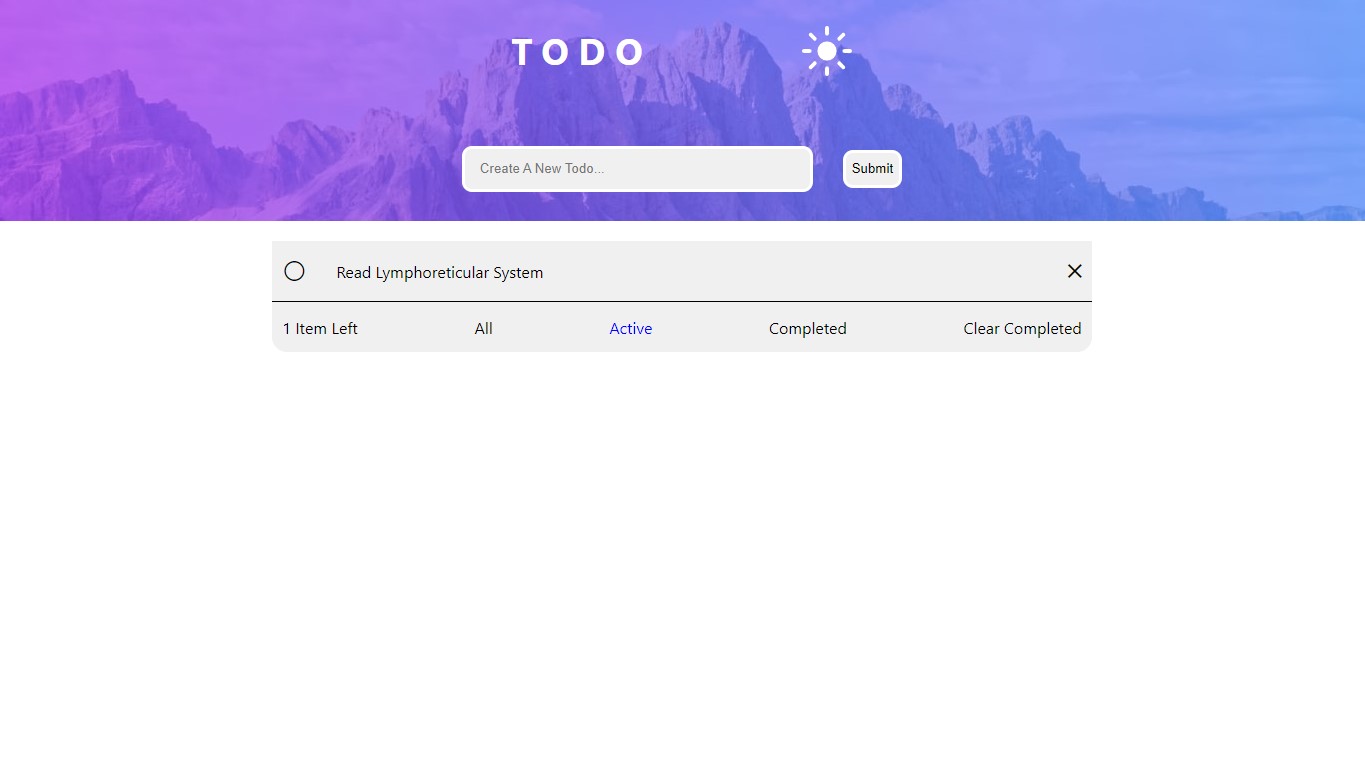 TODO
Create A New Todo...
Submit
Read Lymphoreticular System
1 Item Left
All
Active
Completed
Clear Completed